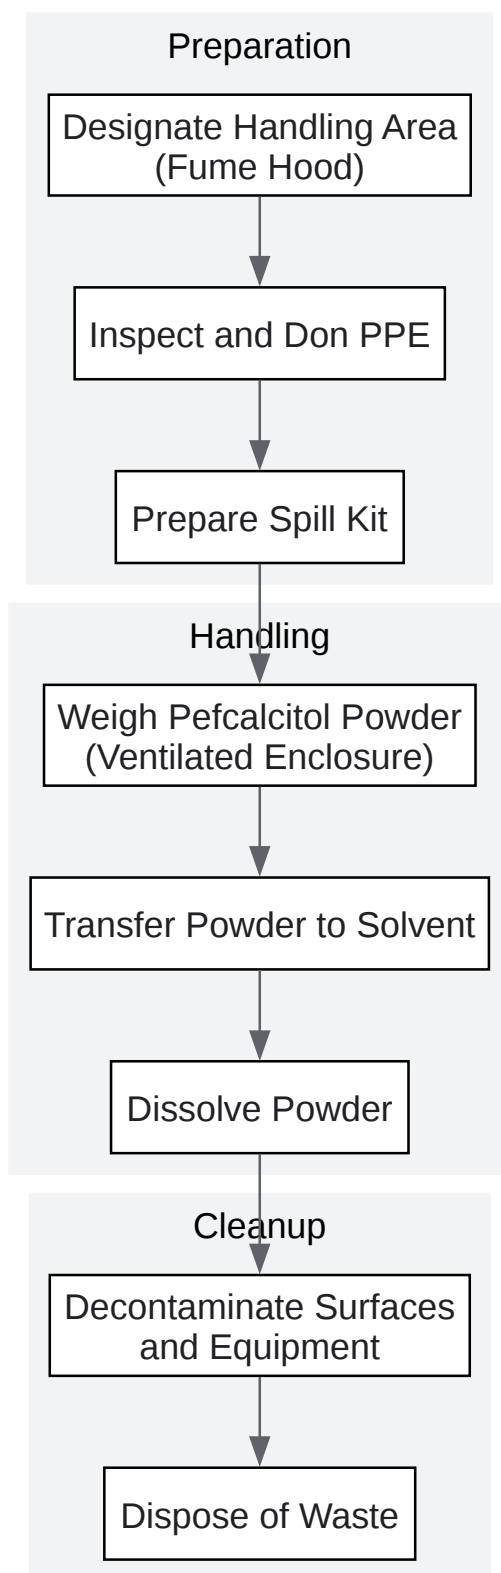 Preparation
Designate Handling Area
(Fume Hood)
Inspect and Don PPE
Prepare Spill Kit
Handling
Weigh Pefcalcitol Powder
(Ventilated Enclosure)
Transfer Powder to Solvent
Dissolve Powder
Cleanup
Decontaminate Surfaces
and Equipment
Dispose of Waste